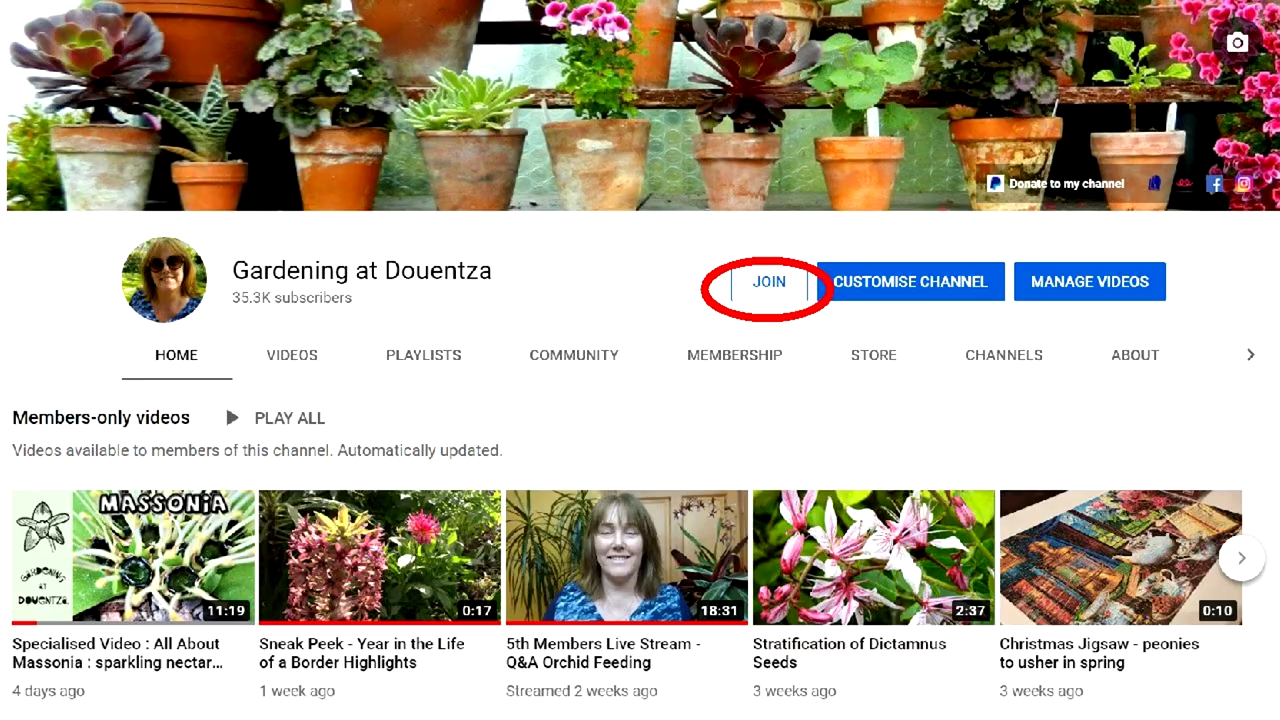 Donate to my channel
Gardening at Douentza
35.3K subscribers
JOIN
CUSTOMISE CHANNEL
MANAGE VIDEOS
HOME
VIDEOS
PLAYLISTS
COMMUNITY
MEMBERSHIP
STORE
CHANNELS
ABOUT
Members-only videos
PLAY ALL
Videos available to members of this channel. Automatically updated.
MASSONiA
GARDENING
AT
DOUENTZA
11:19
0:17
18:31
2:37
0:10
Specialised Video : All About
Massonia : sparkling nectar...
4 days ago
Sneak Peek - Year in the Life
of a Border Highlights
1 week ago
5th Members Live Stream -
Q&A Orchid Feeding
Streamed 2 weeks ago
Stratification of Dictamnus
Seeds
3 weeks ago
Christmas Jigsaw - peonies
to usher in spring
3 weeks ago